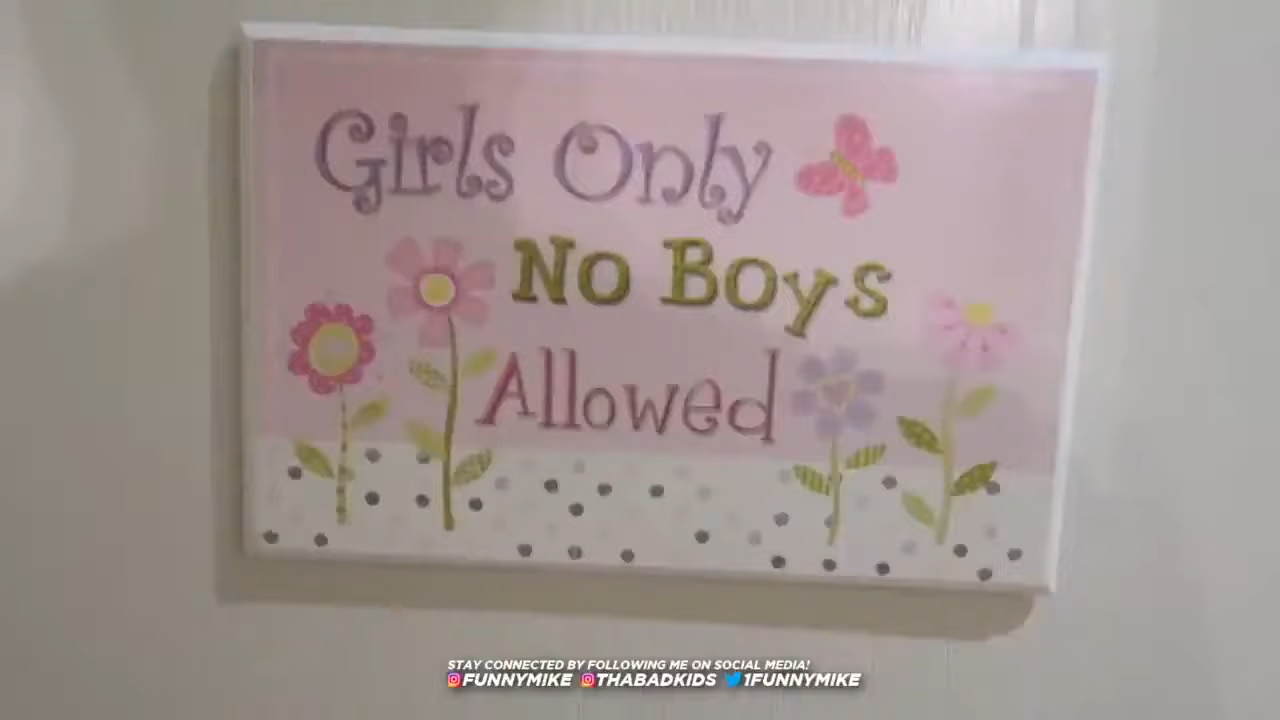 Girls Only
No Boys
Allowed
STAY CONNECTED BY FOLLOWING ME ON SOCIAL MEDIA!
FUNNYMIKE THABADKIDS 1FUNNYMIKE